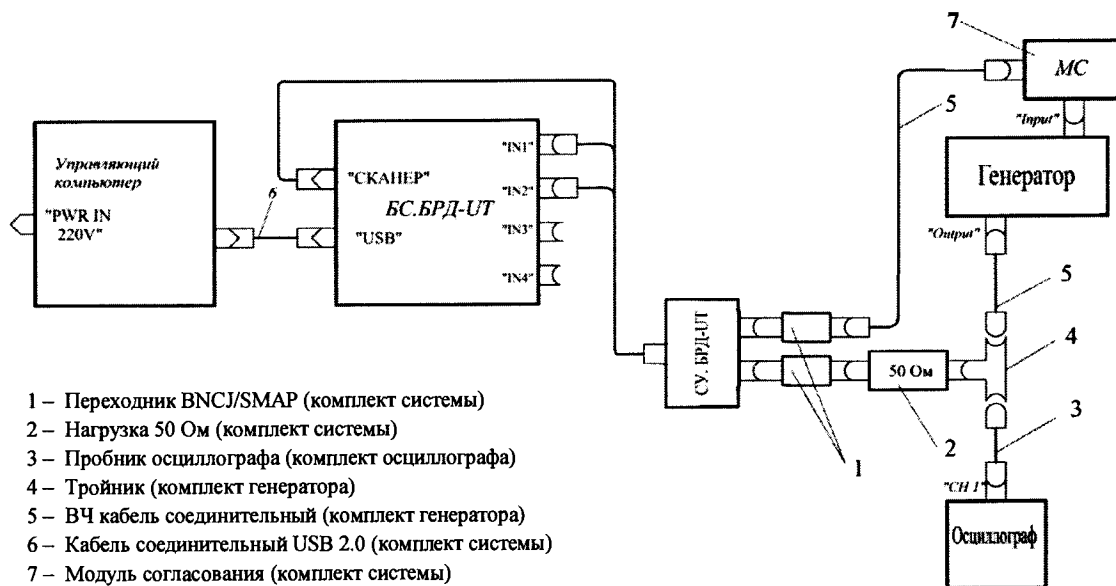 7
МС
"Input"
Генератор
"Output"
5
5
4
3
"CH 1"
Осциллограф
Управляющий
компьютер
"PWR IN
220V"
6
"СКАНЕР"
БС.БРД-UT
"USB"
"IN1"
"IN2"
"IN3"
"IN4"
СУ. БРД-UT
50 Ом
1
2
1 – Переходник BNCJ/SMAP (комплект системы)
2 – Нагрузка 50 Ом (комплект системы)
3 – Пробник осциллографа (комплект осциллографа)
4 – Тройник (комплект генератора)
5 – ВЧ кабель соединительный (комплект генератора)
6 – Кабель соединительный USB 2.0 (комплект системы)
7 – Модуль согласования (комплект системы)